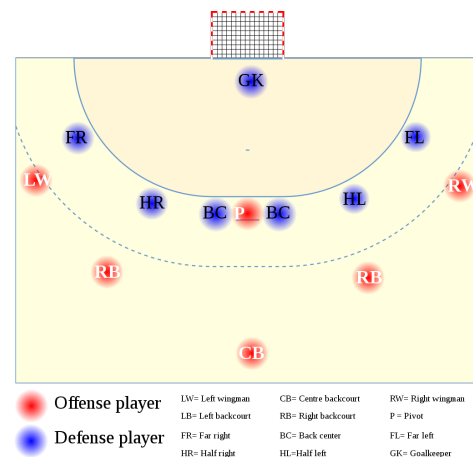 GK
FR FL
LW RW
HR HL
BC P BC
RB RB
CB
Offense player
Defense player
LW= Left wingman CB= Centre backcourt RW= Right wingman
LB= Left backcourt RB= Right backcourt P = Pivot
FR= Far right BC= Back center FL= Far left
HR= Half right HL=Half left GK= Goalkeeper